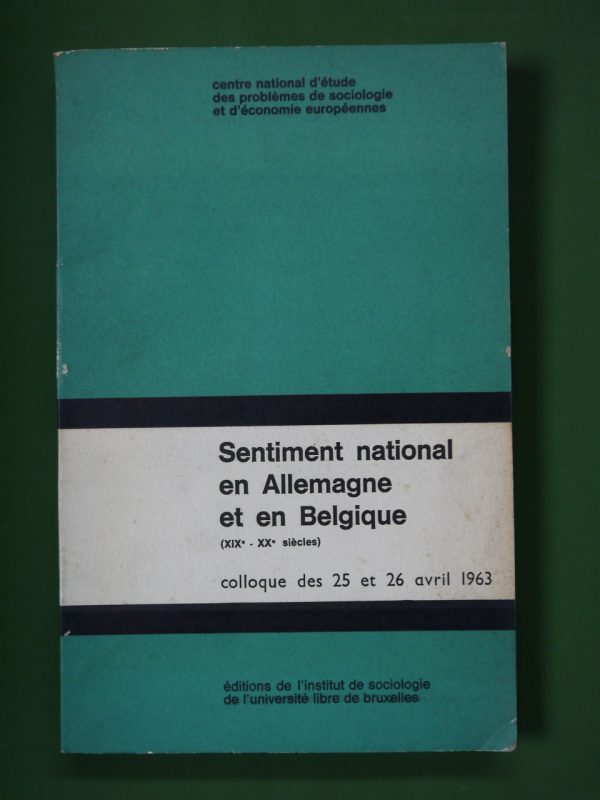 centre national d'étude
des problèmes de sociologie
et d'économie européennes
Sentiment national
en Allemagne
et en Belgique
(XIXe - XXe siècles)
colloque des 25 et 26 avril 1963
éditions de l'institut de sociologie
de l'université libre de bruxelles